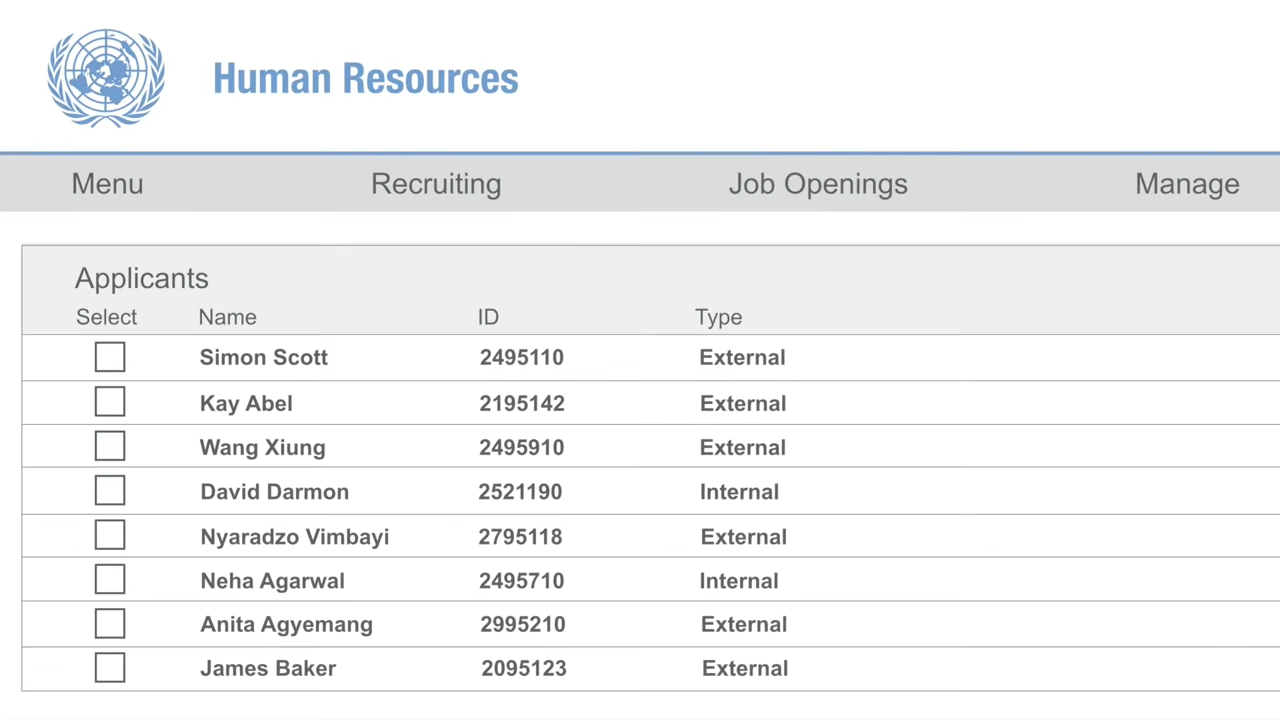 Human Resources
Menu Recruiting Job Openings Manage
Applicants
Select Name ID Type
Simon Scott 2495110 External
Kay Abel 2195142 External
Wang Xiung 2495910 External
David Darmon 2521190 Internal
Nyaradzo Vimbayi 2795118 External
Neha Agarwal 2495710 Internal
Anita Agyemang 2995210 External
James Baker 2095123 External